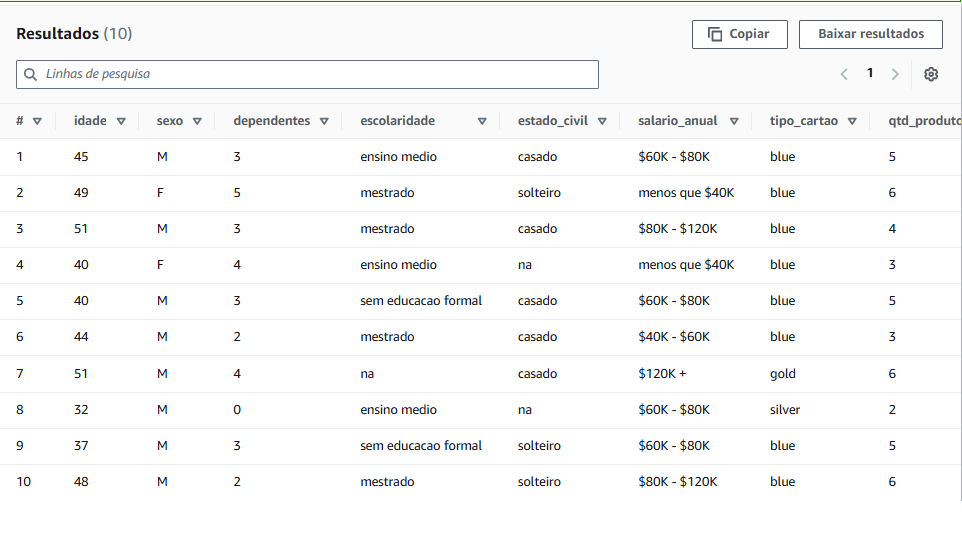 Resultados (10) Copiar Baixar resultados
Linhas de pesquisa 1
# idade sexo dependentes escolaridade estado_civil salario_anual tipo_cartao qtd_produto
1 45 M 3 ensino medio casado $60K - $80K blue 5
2 49 F 5 mestrado solteiro menos que $40K blue 6
3 51 M 3 mestrado casado $80K - $120K blue 4
4 40 F 4 ensino medio na menos que $40K blue 3
5 40 M 3 sem educacao formal casado $60K - $80K blue 5
6 44 M 2 mestrado casado $40K - $60K blue 3
7 51 M 4 na casado $120K + gold 6
8 32 M 0 ensino medio na $60K - $80K silver 2
9 37 M 3 sem educacao formal solteiro $60K - $80K blue 5
10 48 M 2 mestrado solteiro $80K - $120K blue 6